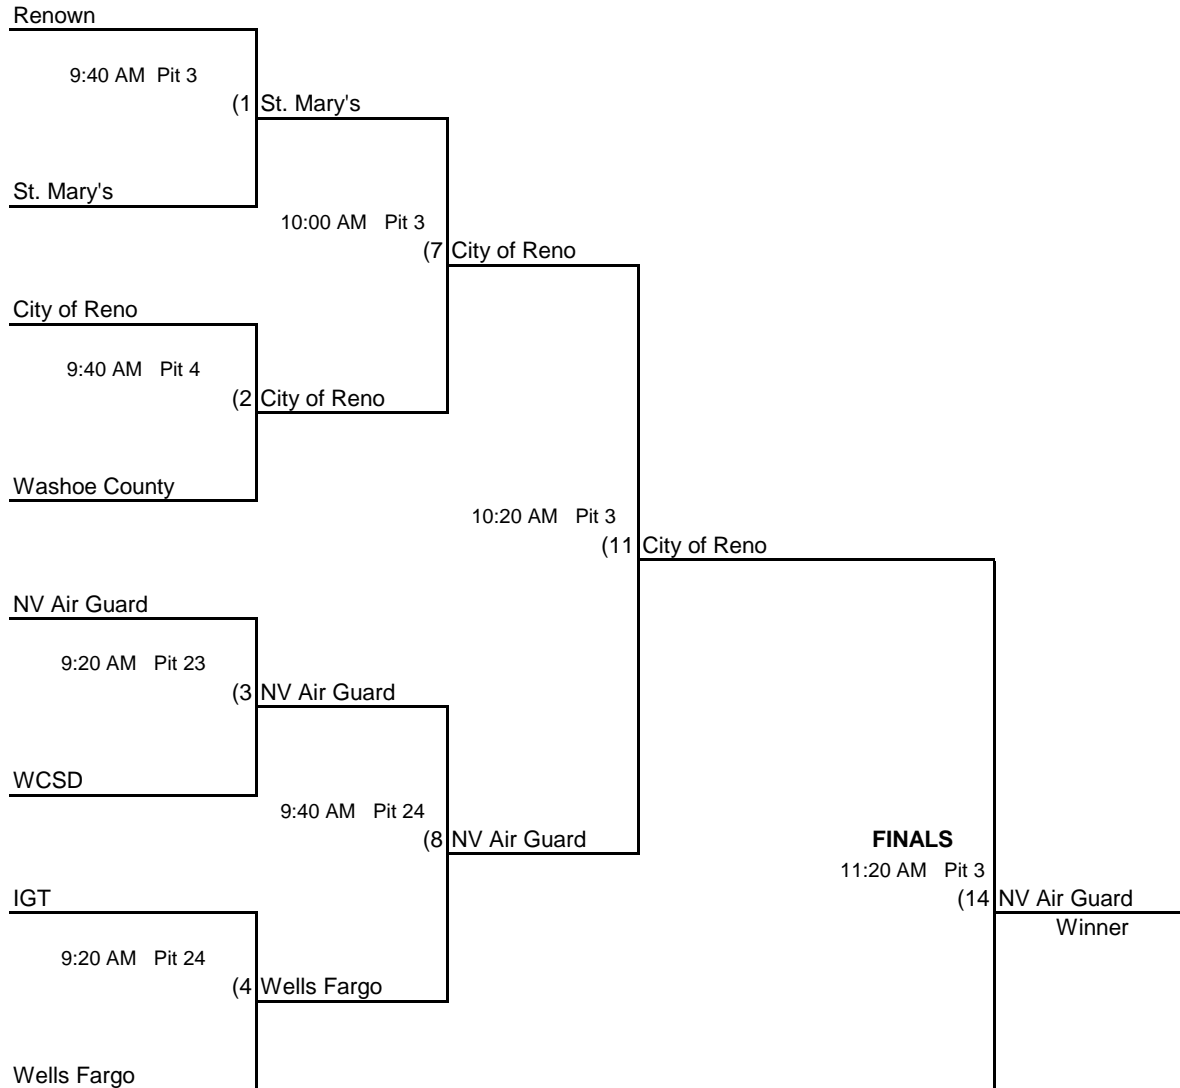 Renown
9:40 AM  Pit 3
(1 St. Mary's
St. Mary's
10:00 AM  Pit 3
(7 City of Reno
City of Reno
9:40 AM  Pit 4
(2 City of Reno
Washoe County
10:20 AM  Pit 3
(11 City of Reno
NV Air Guard
9:20 AM  Pit 23
(3 NV Air Guard
WCSD
9:40 AM  Pit 24
(8 NV Air Guard
FINALS
11:20 AM  Pit 3
IGT
(14 NV Air Guard
Winner
9:20 AM  Pit 24
(4 Wells Fargo
Wells Fargo